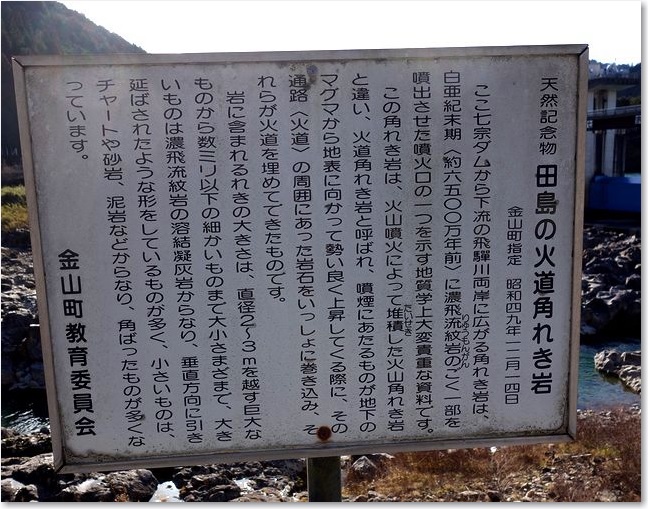 天然記念物 田島の火道角れき岩
金山町指定 昭和四九年一二月一四日
ここ七宗ダムから下流の飛驒川両岸に広がる角れき岩は、
白亜紀末期〈約六五〇〇万年前〉に濃飛流紋岩のごく一部を
りゅうもんがん
噴出させた噴火口の一つを示す地質学上大変貴重な資料です。
この角れき岩は、火山噴火によって堆積した火山角れき岩
たいせき
と違い、火道角れき岩と呼ばれ、噴煙にあたるものが地下の
マグマから地表に向かって勢い良く上昇してくる際に、その
通路〈火道〉の周囲にあった岩石をいっしょに巻き込み、そ
れらが火道を埋めてできたものです。
岩に含まれるれきの大きさは、直径2〜3mを越す巨大な
ものから数ミリ以下の細かいものまで大小さまざまで、大き
いものは濃飛流紋岩の溶結凝灰岩からなり、垂直方向に引き
延ばされたような形をしているものが多く、小さいものは、
チャートや砂岩、泥岩などからなり、角ばったものが多くな
っています。
金山町教育委員会